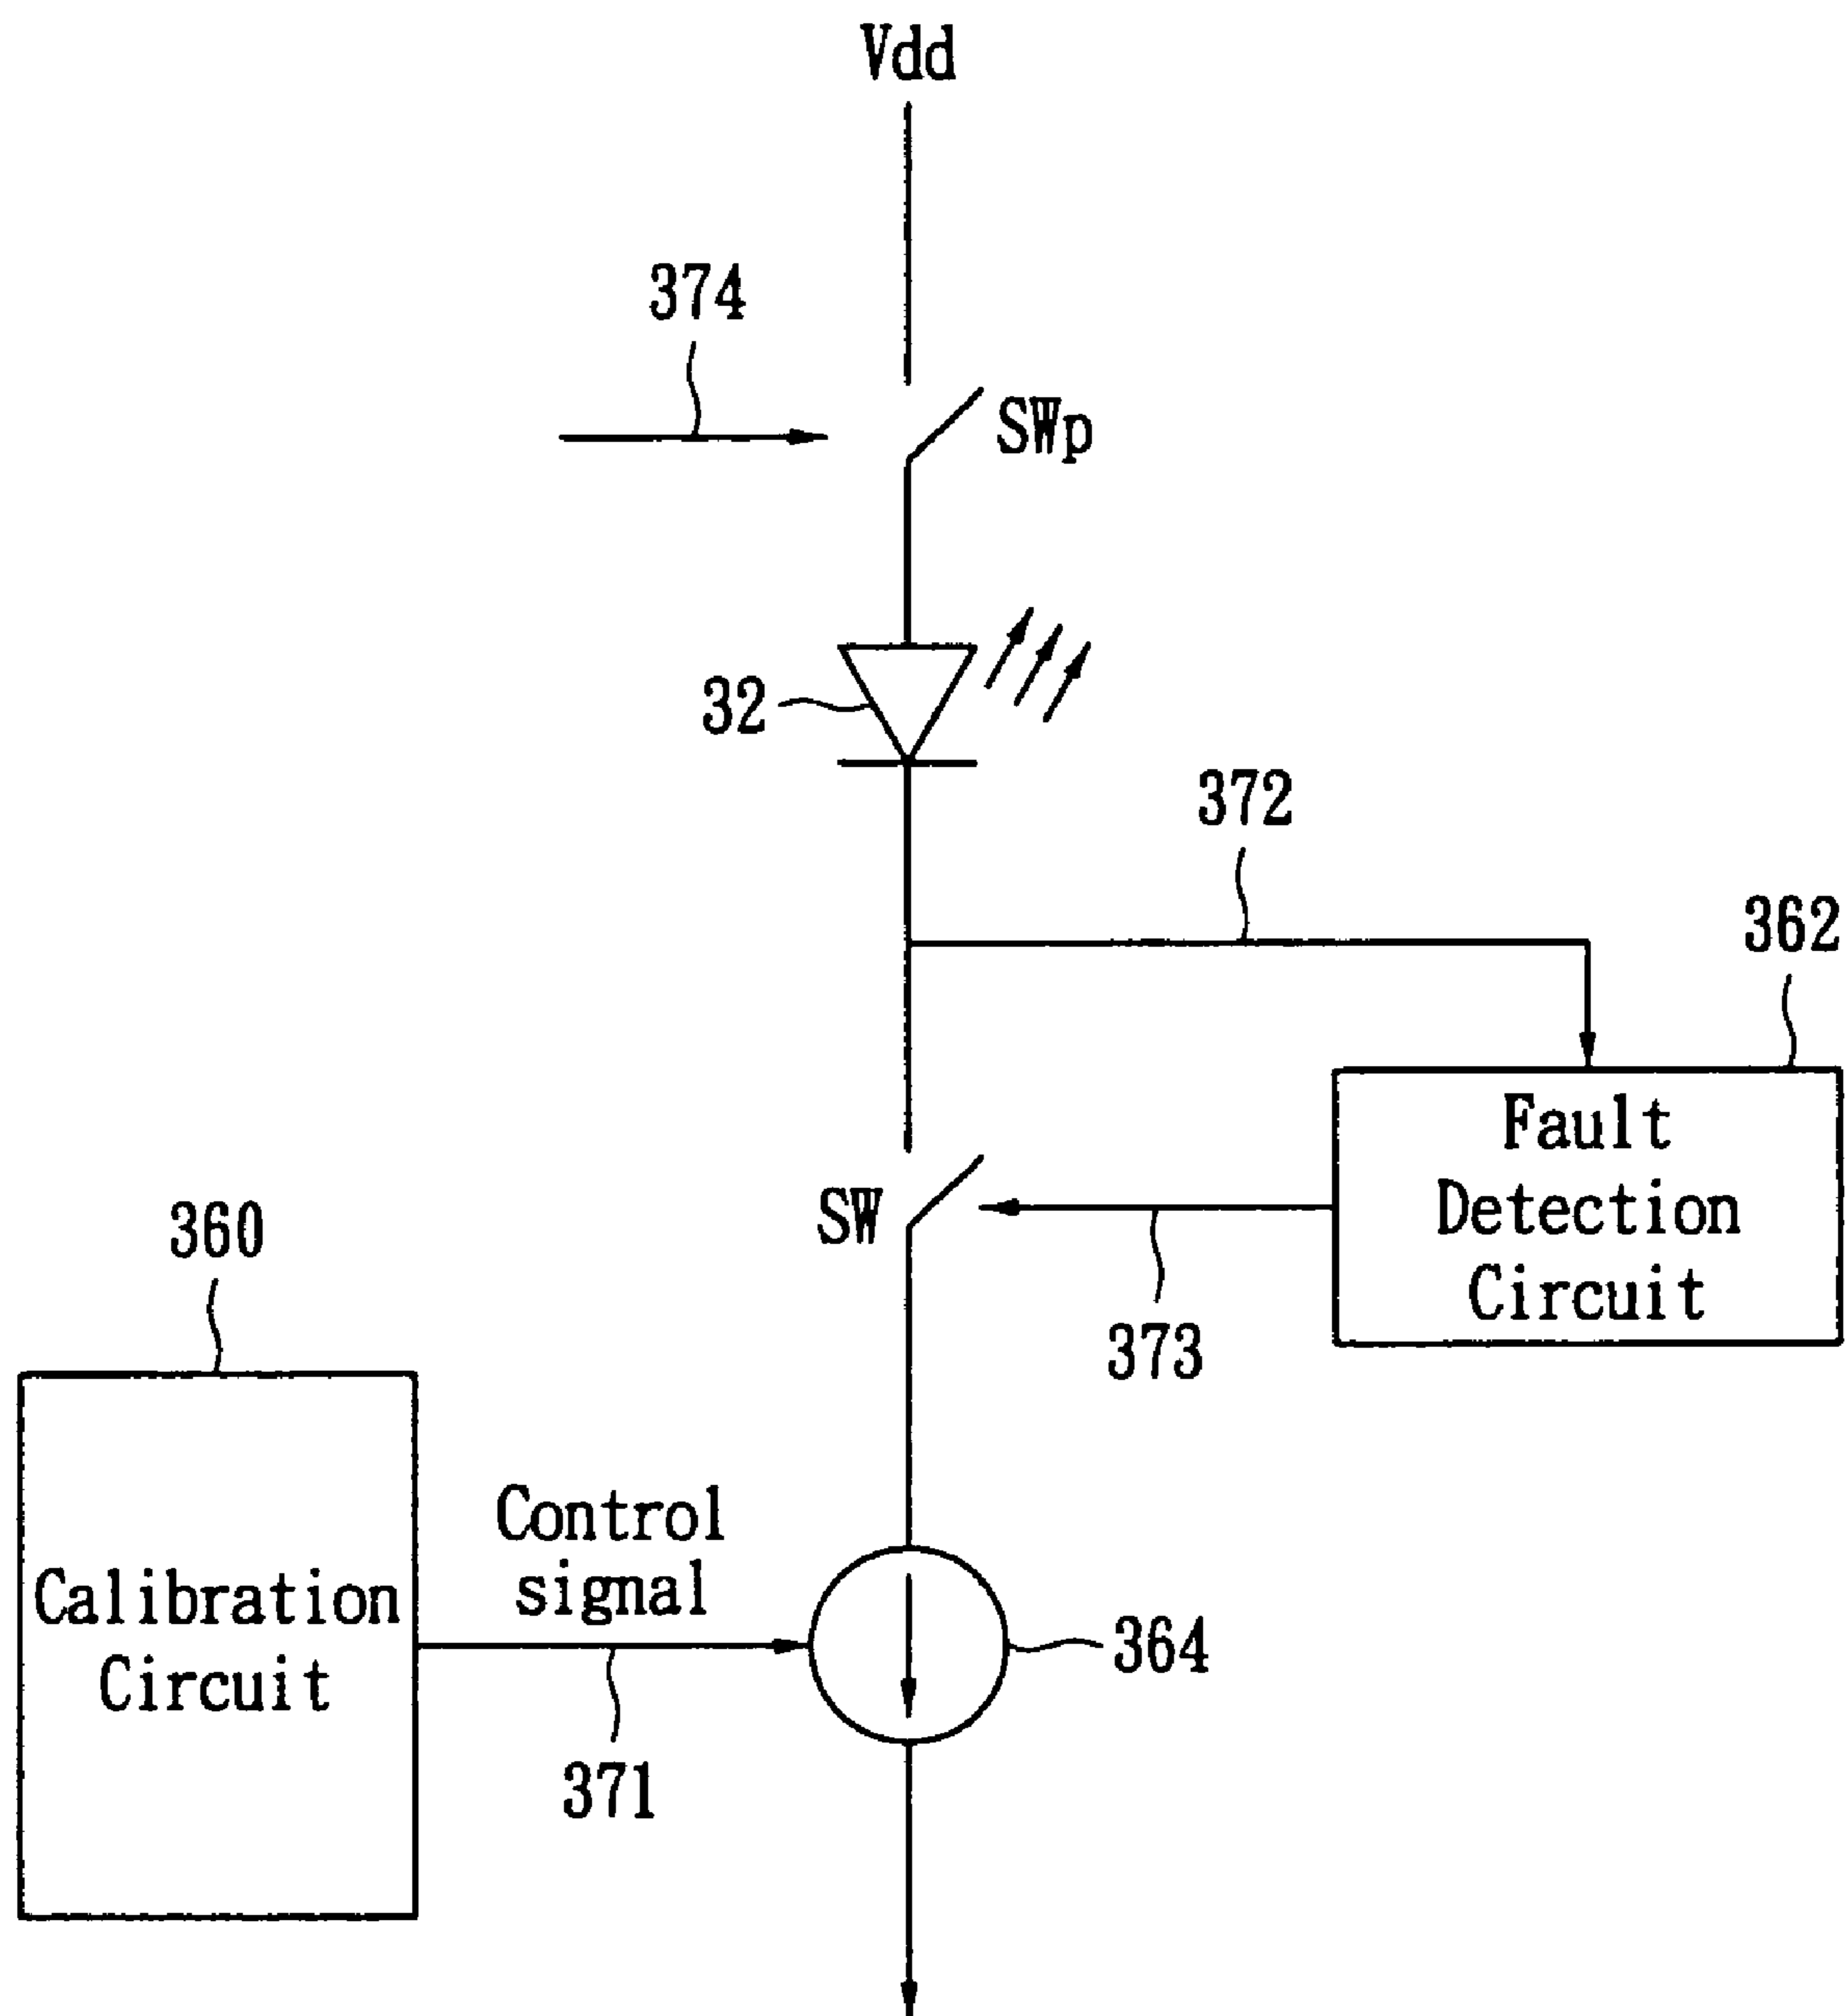 Vdd
374
SWp
32
372
362
Fault
Detection
Circuit
SW
373
360
Calibration
Circuit
Control
signal
371
364